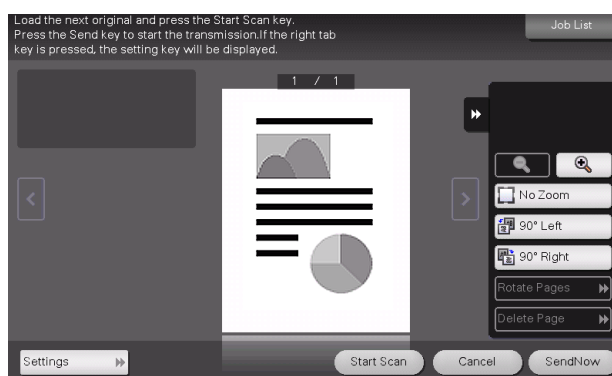 Load the next original and press the Start Scan key.
Press the Send key to start the transmission.If the right tab
key is pressed, the setting key will be displayed.
Job List
1 / 1
No Zoom
90° Left
90° Right
Rotate Pages
Delete Page
Settings
Start Scan
Cancel
SendNow